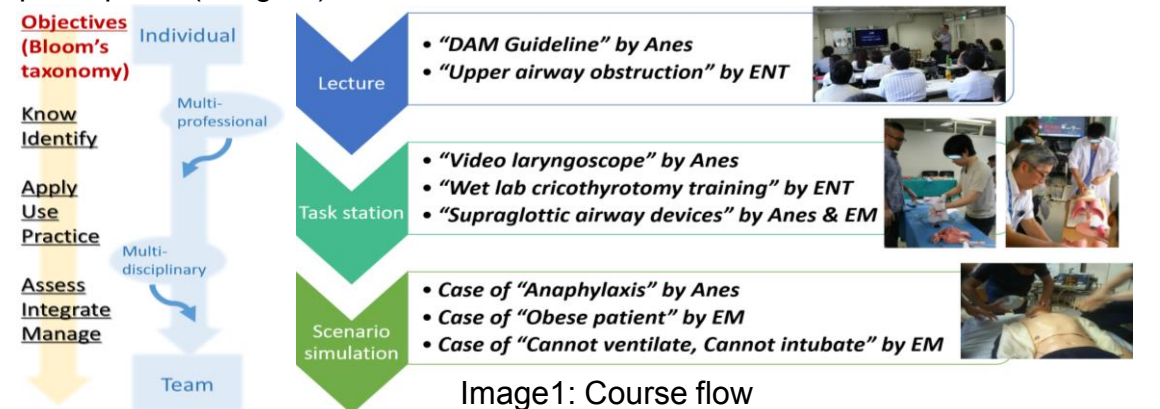 Objectives
(Bloom's
taxonomy)
Know
Identify
Apply
Use
Practice
Assess
Integrate
Manage
Individual
Multi-
professional
Multi-
disciplinary
Team
Lecture
• "DAM Guideline" by Anes
• "Upper airway obstruction" by ENT
Task station
• "Video laryngoscope" by Anes
• "Wet lab cricothyrotomy training" by ENT
• "Supraglottic airway devices" by Anes & EM
Scenario
simulation
• Case of "Anaphylaxis" by Anes
• Case of "Obese patient" by EM
• Case of "Cannot ventilate, Cannot intubate" by EM
Image1: Course flow